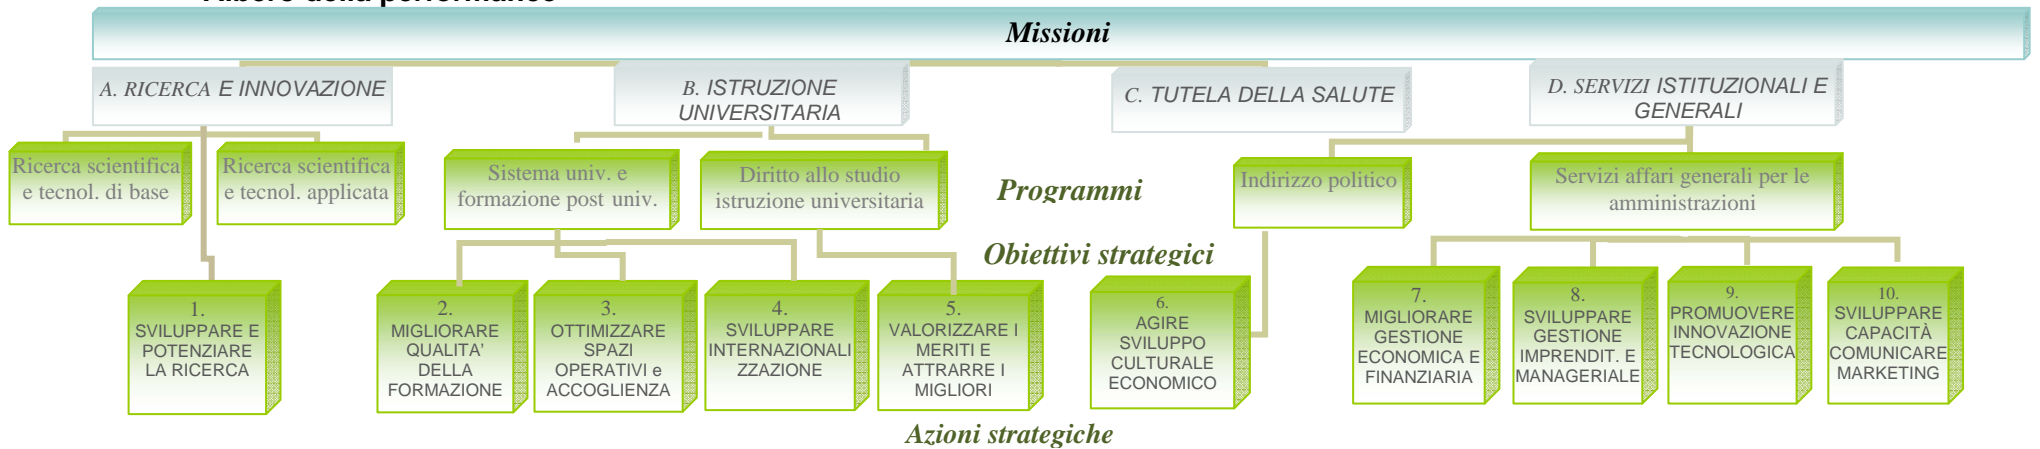 Albero della performance
Missioni
A. RICERCA E INNOVAZIONE
B. ISTRUZIONE
UNIVERSITARIA
C. TUTELA DELLA SALUTE
D. SERVIZI ISTITUZIONALI E
GENERALI
Ricerca scientifica
e tecnol. di base
Ricerca scientifica
e tecnol. applicata
Sistema univ. e
formazione post univ.
Diritto allo studio
istruzione universitaria
Programmi
Indirizzo politico
Servizi affari generali per le
amministrazioni
Obiettivi strategici
1.
SVILUPPARE E
POTENZIARE
LA RICERCA
2.
MIGLIORARE
QUALITA'
DELLA
FORMAZIONE
3.
OTTIMIZZARE
SPAZI
OPERATIVI e
ACCOGLIENZA
4.
SVILUPPARE
INTERNAZIONALI
ZZAZIONE
5.
VALORIZZARE I
MERITI E
ATTRARRE I
MIGLIORI
6.
AGIRE
SVILUPPO
CULTURALE
ECONOMICO
7.
MIGLIORARE
GESTIONE
ECONOMICA E
FINANZIARIA
8.
SVILUPPARE
GESTIONE
IMPRENDIT. E
MANAGERIALE
9.
PROMUOVERE
INNOVAZIONE
TECNOLOGICA
10.
SVILUPPARE
CAPACITÀ
COMUNICARE
MARKETING
Azioni strategiche